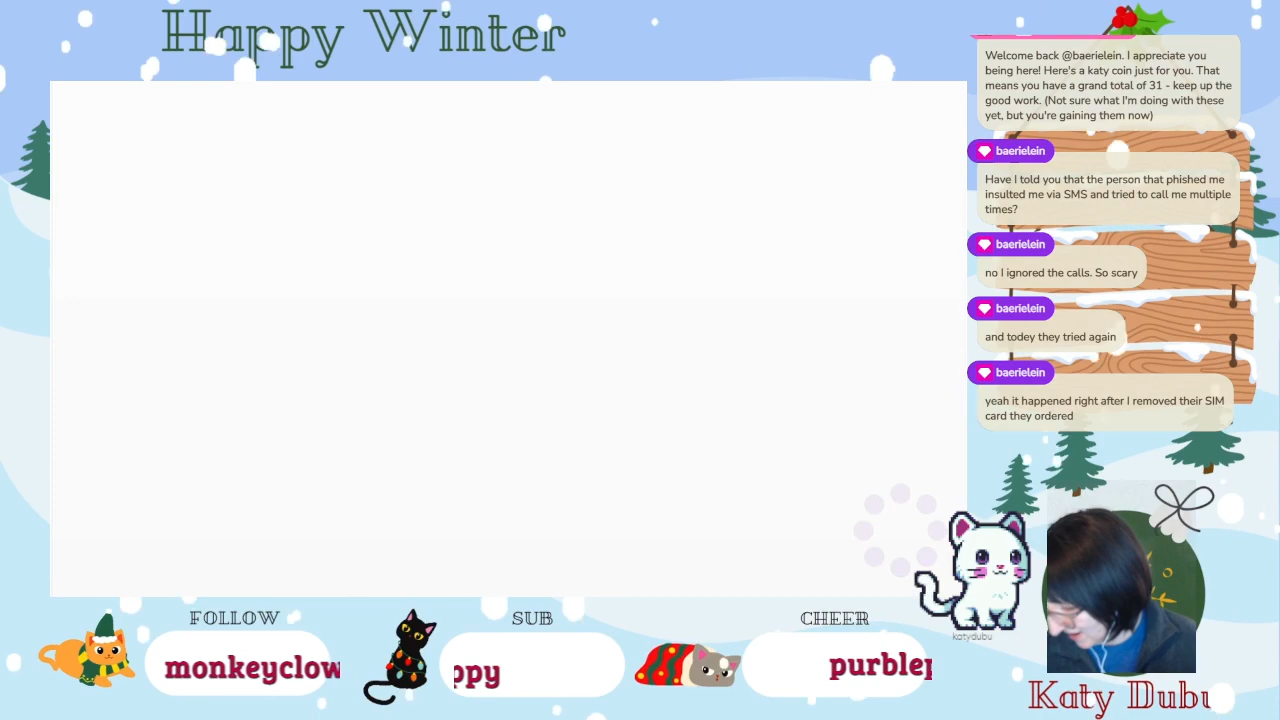 Happy Winter
Welcome back @baerielein. I appreciate you
being here! Here's a katy coin just for you. That
means you have a grand total of 31 - keep up the
good work. (Not sure what I'm doing with these
yet, but you're gaining them now)
baerielein
Have I told you that the person that phished me
insulted me via SMS and tried to call me multiple
times?
baerielein
no I ignored the calls. So scary
baerielein
and todey they tried again
baerielein
yeah it happened right after I removed their SIM
card they ordered
katydubu
FOLLOW
monkeyclow
SUB
ppy
CHEER
purblep
Katy Dubu